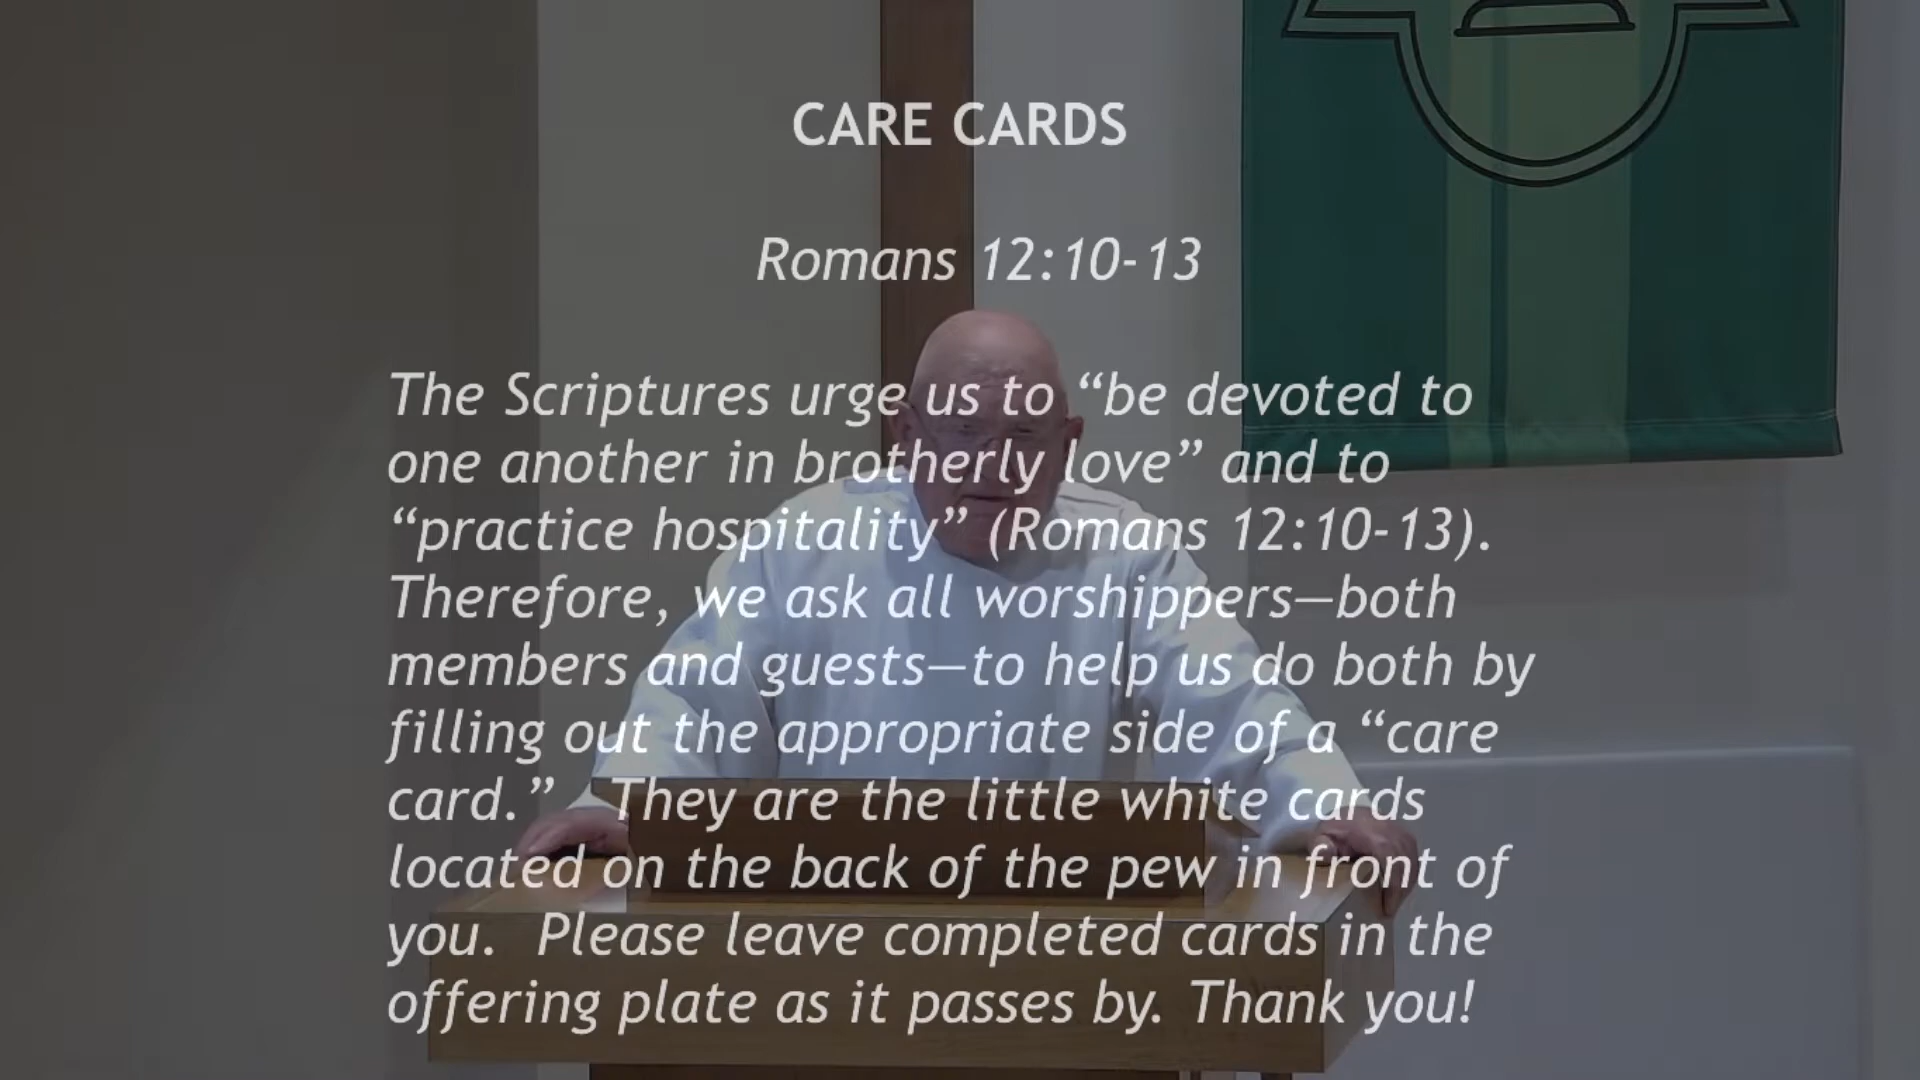 CARE CARDS
Romans 12:10-13
The Scriptures urge us to “be devoted to
one another in brotherly love” and to
“practice hospitality” (Romans 12:10-13).
Therefore, we ask all worshippers—both
members and guests—to help us do both by
filling out the appropriate side of a “care
card.” They are the little white cards
located on the back of the pew in front of
you. Please leave completed cards in the
offering plate as it passes by. Thank you!